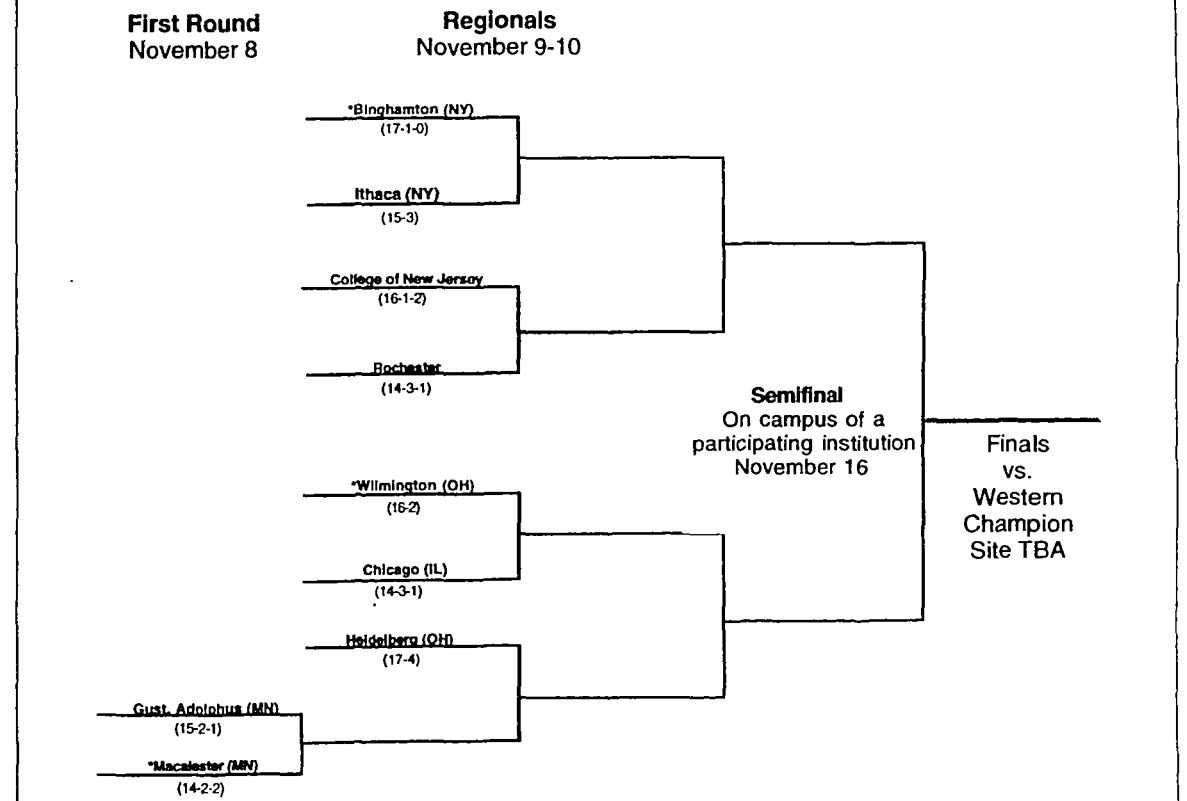 First Round
November 8
Regionals
November 9-10
*Binghamton (NY)
(17-1-0)
Ithaca (NY)
(15-3)
College of New Jersey
(16-1-2)
Rochester
(14-3-1)
Semifinal
On campus of a
participating institution
November 16
Finals
vs.
Western
Champion
Site TBA
*Wilmington (OH)
(16-2)
Chicago (IL)
(14-3-1)
Heidelberg (OH)
(17-4)
Gust. Adolphus (MN)
(15-2-1)
*Macalester (MN)
(14-2-2)